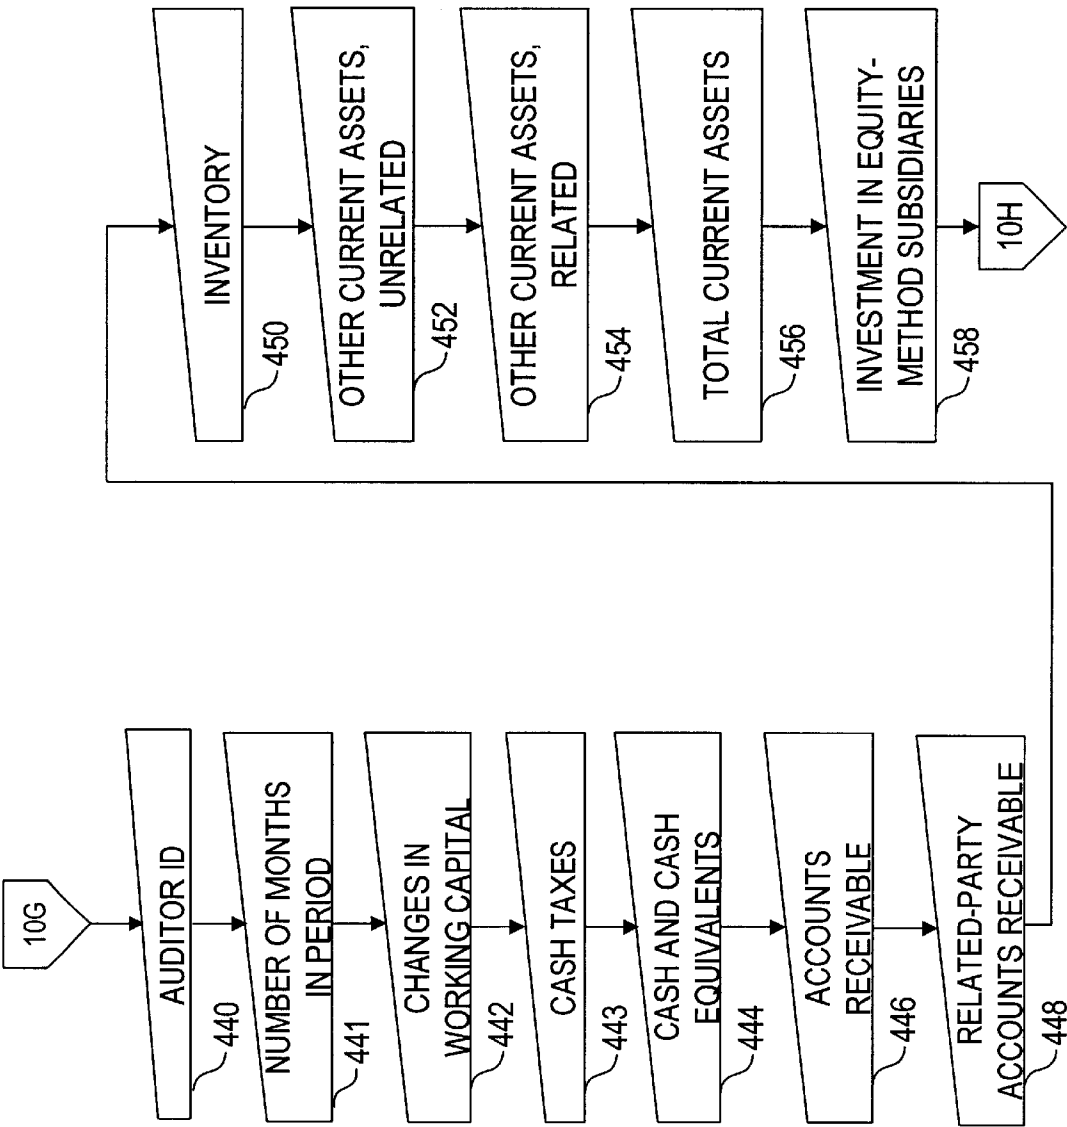 10G
AUDITOR ID
440
NUMBER OF MONTHS
IN PERIOD
441
CHANGES IN
WORKING CAPITAL
442
CASH TAXES
443
CASH AND CASH
EQUIVALENTS
444
ACCOUNTS
RECEIVABLE
446
RELATED-PARTY
ACCOUNTS RECEIVABLE
448
INVENTORY
450
OTHER CURRENT ASSETS,
UNRELATED
452
OTHER CURRENT ASSETS,
RELATED
454
TOTAL CURRENT ASSETS
456
INVESTMENT IN EQUITY-
METHOD SUBSIDIARIES
458
10H